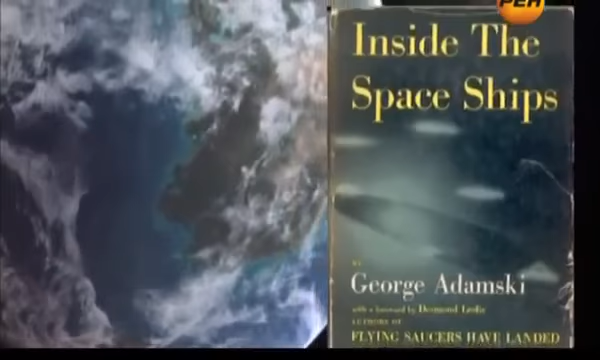 РЕН
Inside The
Space Ships
BY
George Adamski
with a foreword by Desmond Leslie
AUTHORS OF
FLYING SAUCERS HAVE LANDED